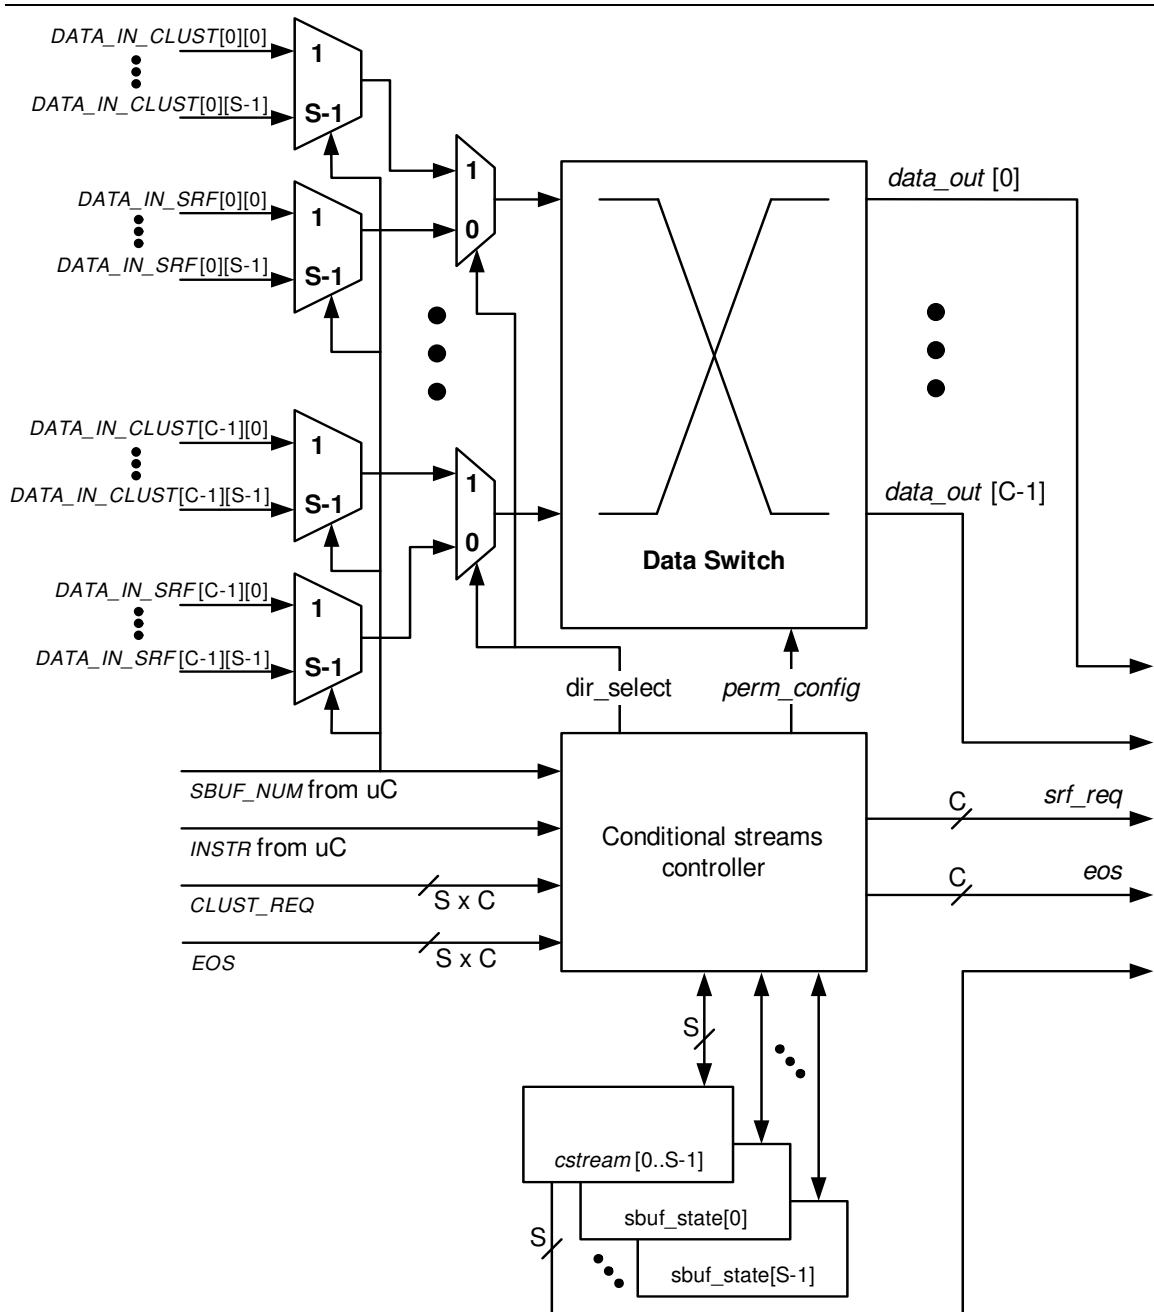 DATA_IN_CLUST[0][0]
1
DATA_IN_CLUST[0][S-1]
S-1
1
0
DATA_IN_SRF[0][0]
1
DATA_IN_SRF[0][S-1]
S-1
data_out [0]
DATA_IN_CLUST[C-1][0]
1
DATA_IN_CLUST[C-1][S-1]
S-1
1
0
data_out [C-1]
Data Switch
DATA_IN_SRF[C-1][0]
1
DATA_IN_SRF[C-1][S-1]
S-1
dir_select
perm_config
SBUF_NUM from uC
INSTR from uC
CLUST_REQ
S x C
EOS
S x C
Conditional streams
controller
C
srf_req
C
eos
S
cstream [0..S-1]
sbuf_state[0]
S
sbuf_state[S-1]